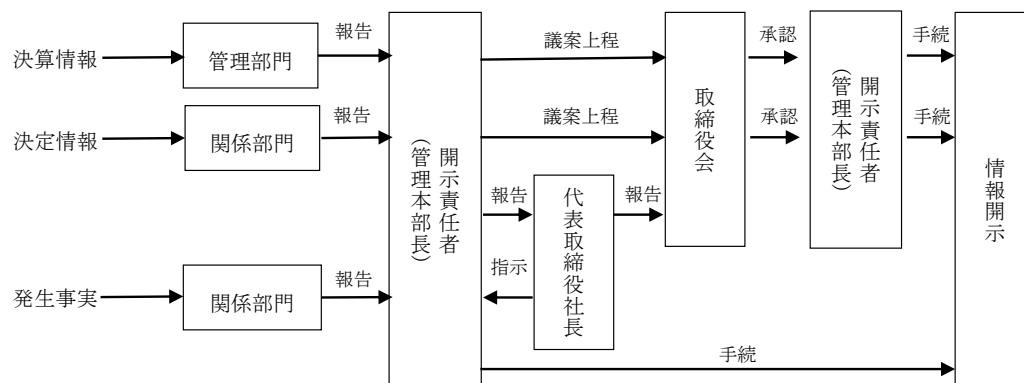 決算情報
管理部門
報告
決定情報
関係部門
報告
発生事実
関係部門
報告
開示責任者
(管理本部長)
議案上程
議案上程
報告
指示
代表取締役社長
報告
取締役会
承認
承認
開示責任者
(管理本部長)
手続
手続
手続
情報開示